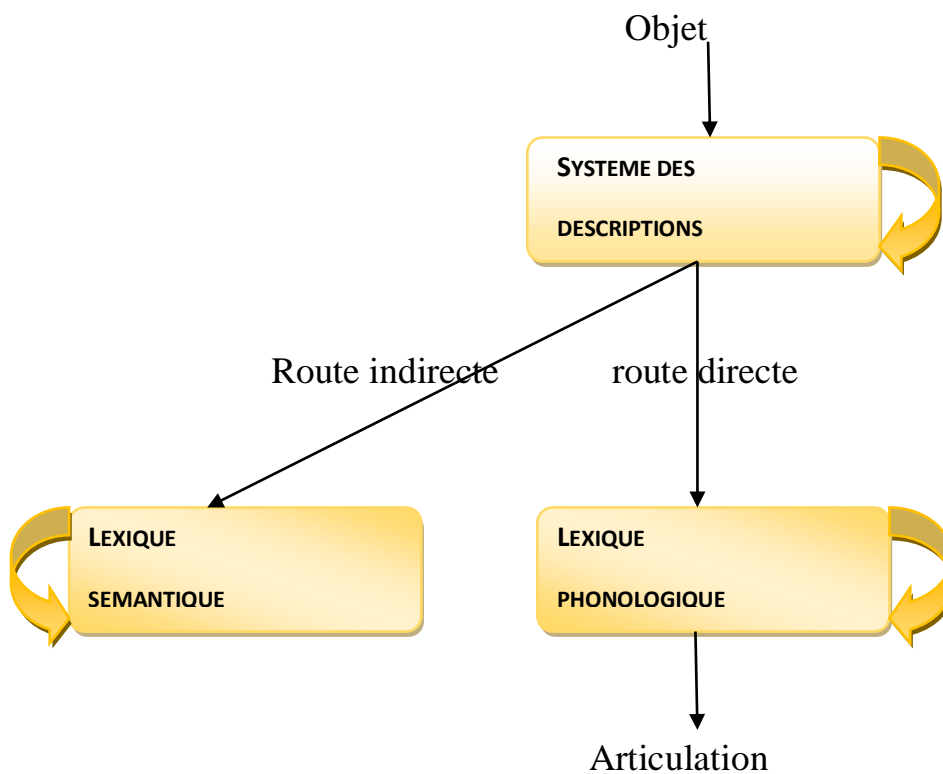 Objet
SYSTEME DES
DESCRIPTIONS
Route indirecte
route directe
LEXIQUE
SEMANTIQUE
LEXIQUE
PHONOLOGIQUE
Articulation